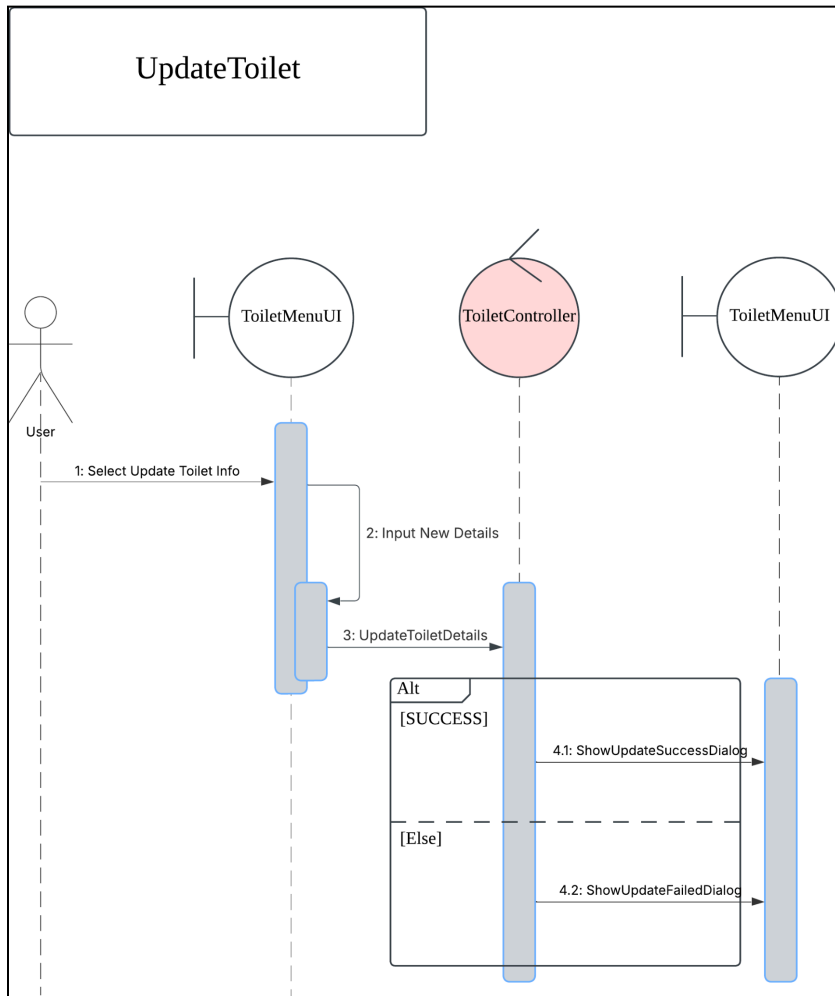 UpdateToilet
ToiletMenuUI
ToiletController
ToiletMenuUI
User
1: Select Update Toilet Info
2: Input New Details
3: UpdateToiletDetails
Alt
[SUCCESS]
4.1: ShowUpdateSuccessDialog
[Else]
4.2: ShowUpdateFailedDialog